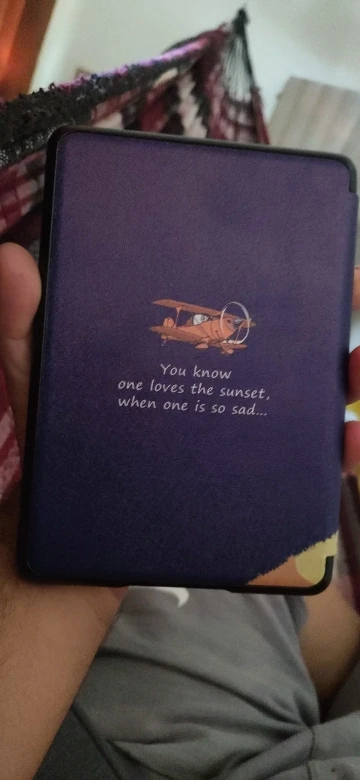 You know
one loves the sunset,
when one is so sad...